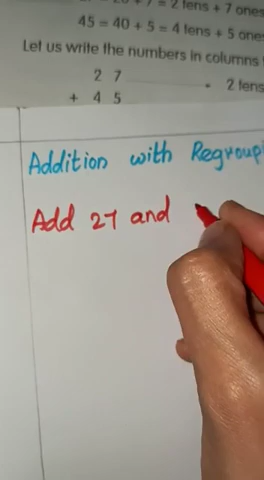 7 = 2 tens + 7 ones
45 = 40 + 5 = 4 tens + 5 ones
Let us write the numbers in columns
2 7 2 tens
+ 4 5
Addition with Regroup
Add 27 and